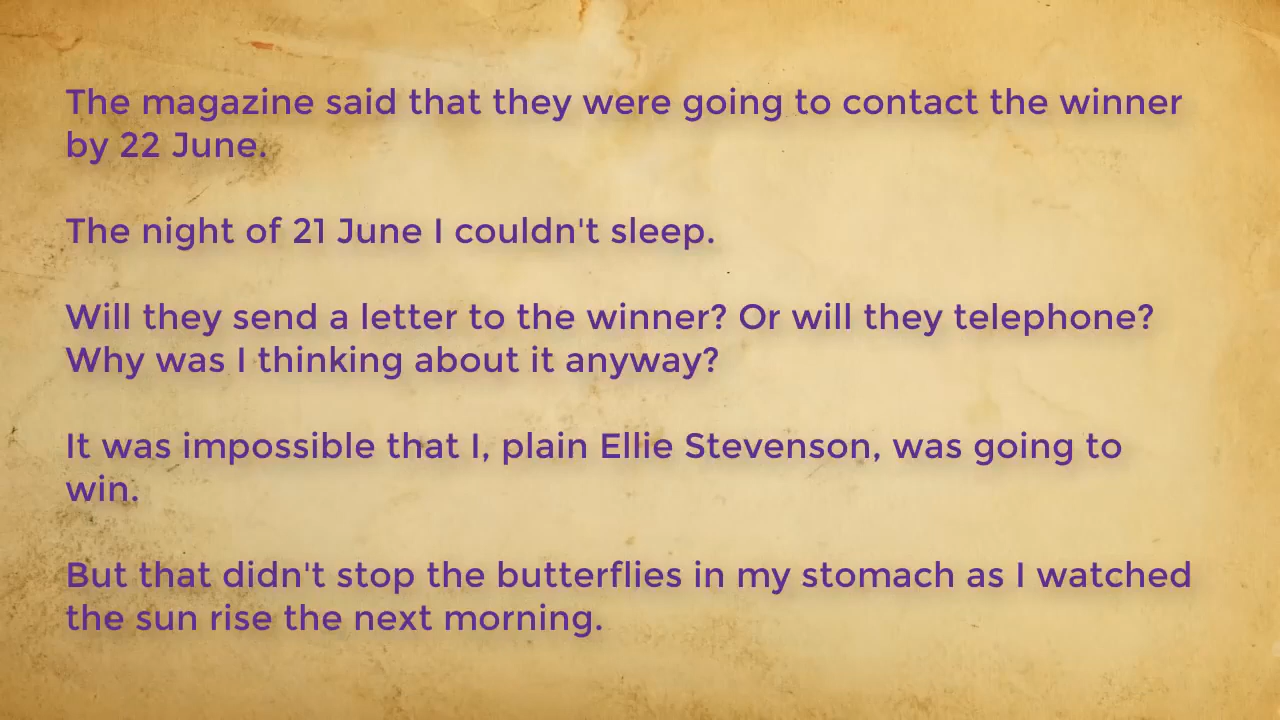 The magazine said that they were going to contact the winner
by 22 June.
The night of 21 June I couldn't sleep.
Will they send a letter to the winner? Or will they telephone?
Why was I thinking about it anyway?
It was impossible that I, plain Ellie Stevenson, was going to
win.
But that didn't stop the butterflies in my stomach as I watched
the sun rise the next morning.